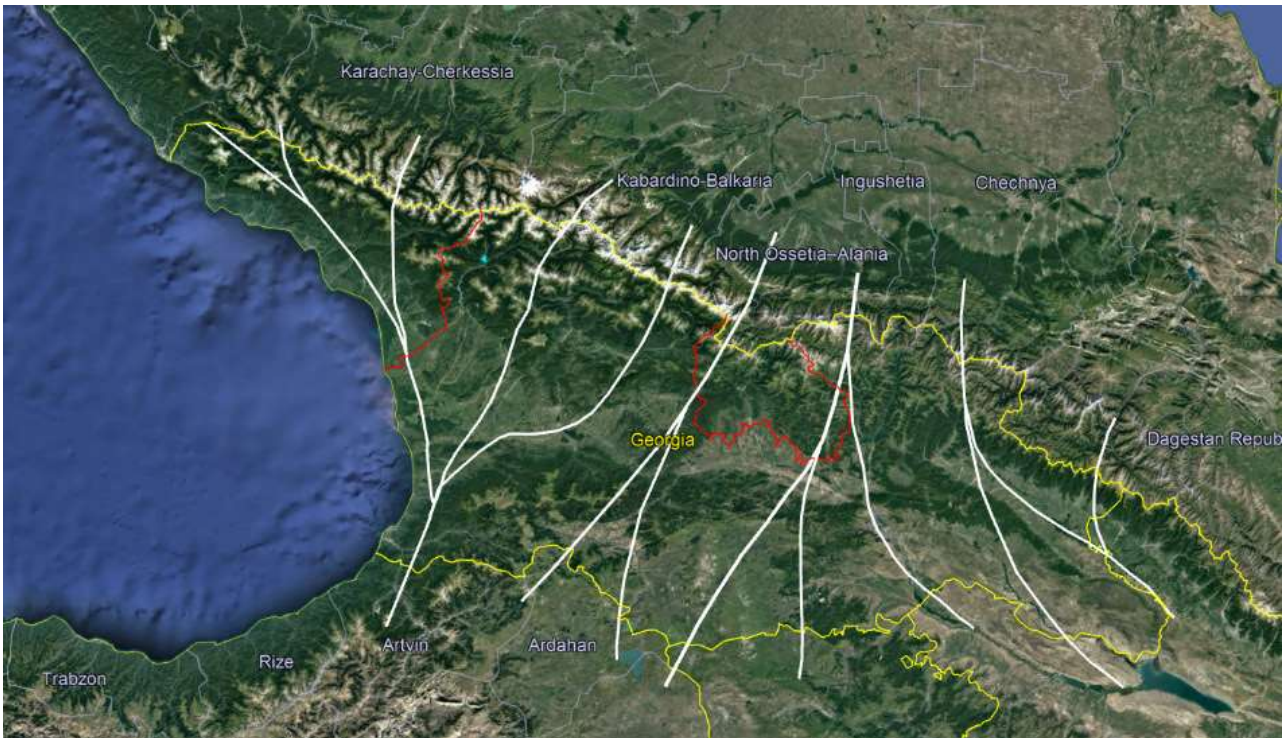 Karachay-Cherkessia
Kabardino-Balkaria
Ingushetia
Chechnya
North Ossetia–Alania
Georgia
Dagestan Repub
Artvin
Ardahan
Rize
Trabzon